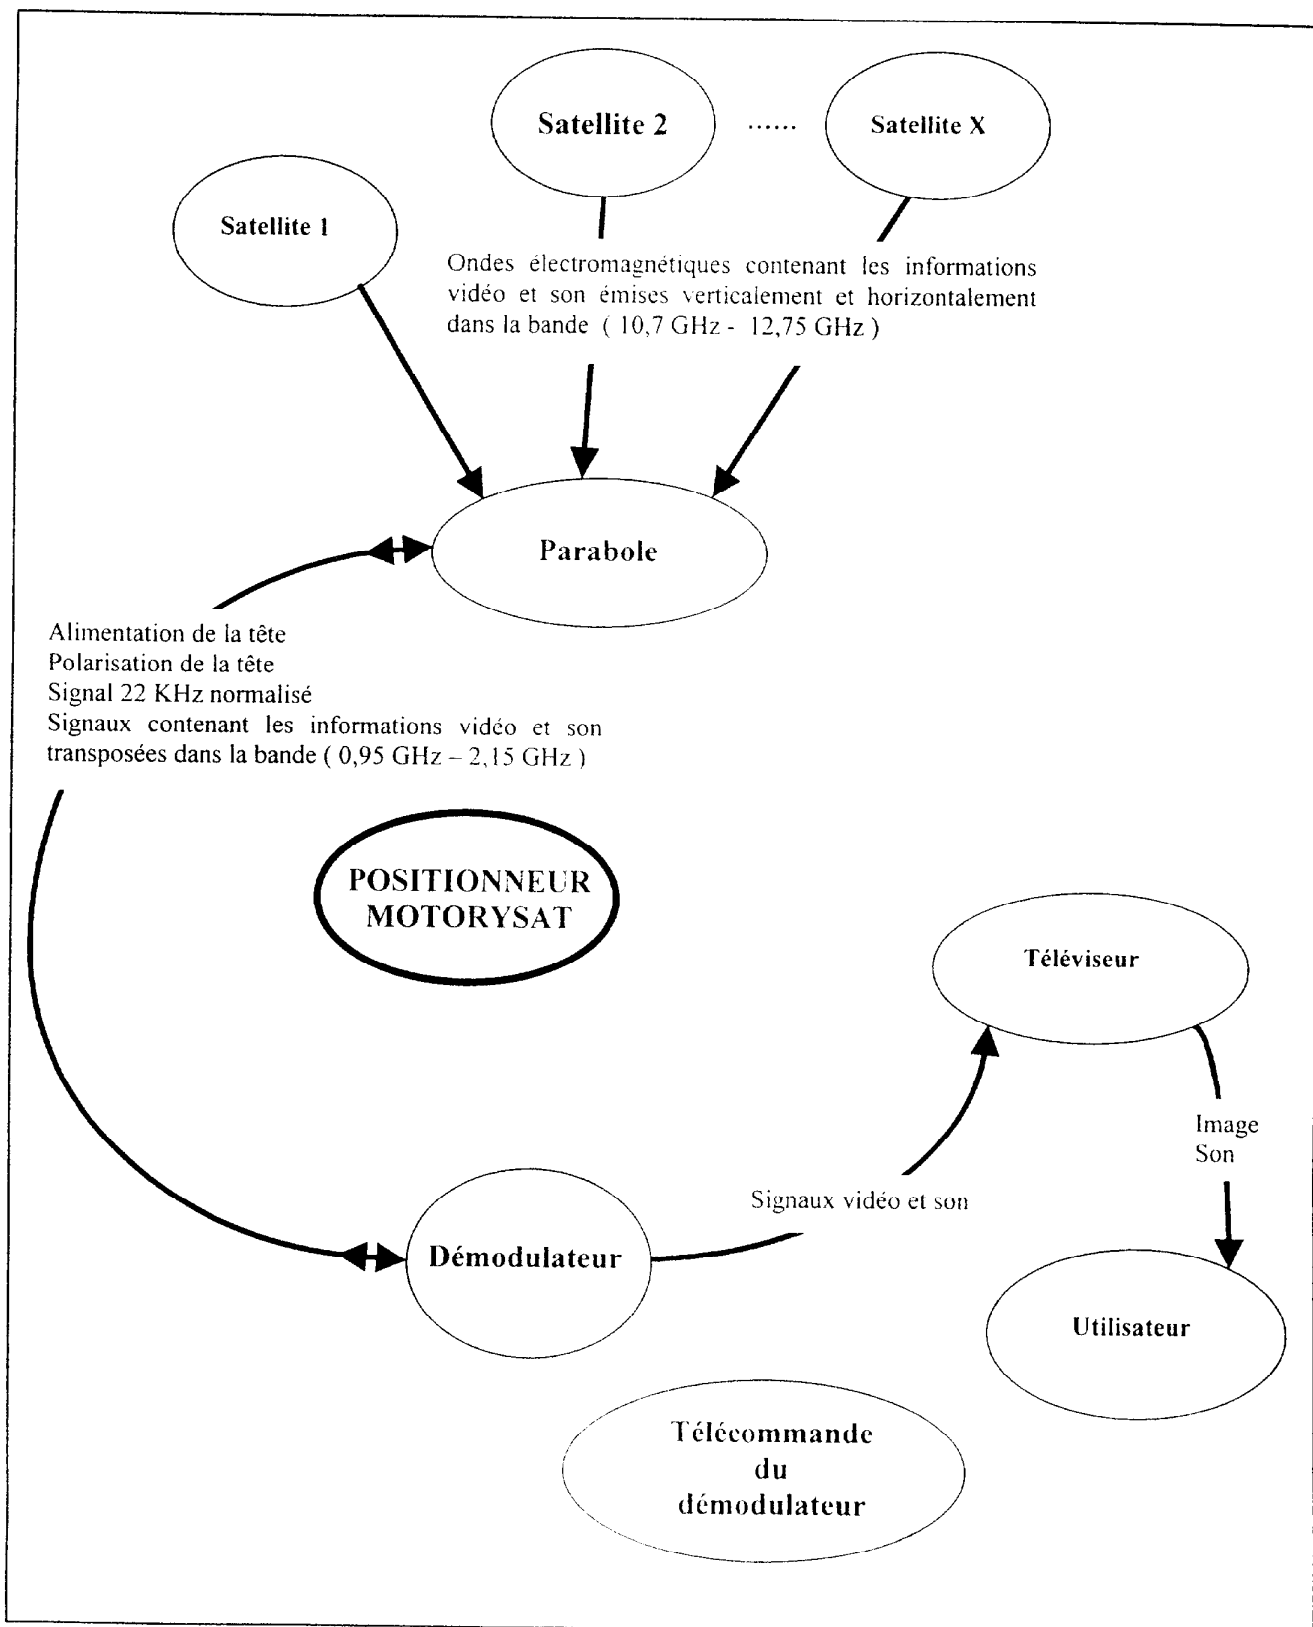 Satellite 2
......
Satellite X
Satellite 1
Ondes électromagnétiques contenant les informations
vidéo et son émises verticalement et horizontalement
dans la bande ( 10,7 GHz - 12,75 GHz )
Parabole
Alimentation de la tête
Polarisation de la tête
Signal 22 KHz normalisé
Signaux contenant les informations vidéo et son
transposées dans la bande ( 0,95 GHz – 2,15 GHz )
POSITIONNEUR
MOTORYSAT
Téléviseur
Image
Son
Signaux vidéo et son
Démodulateur
Utilisateur
Télécommande
du
démodulateur